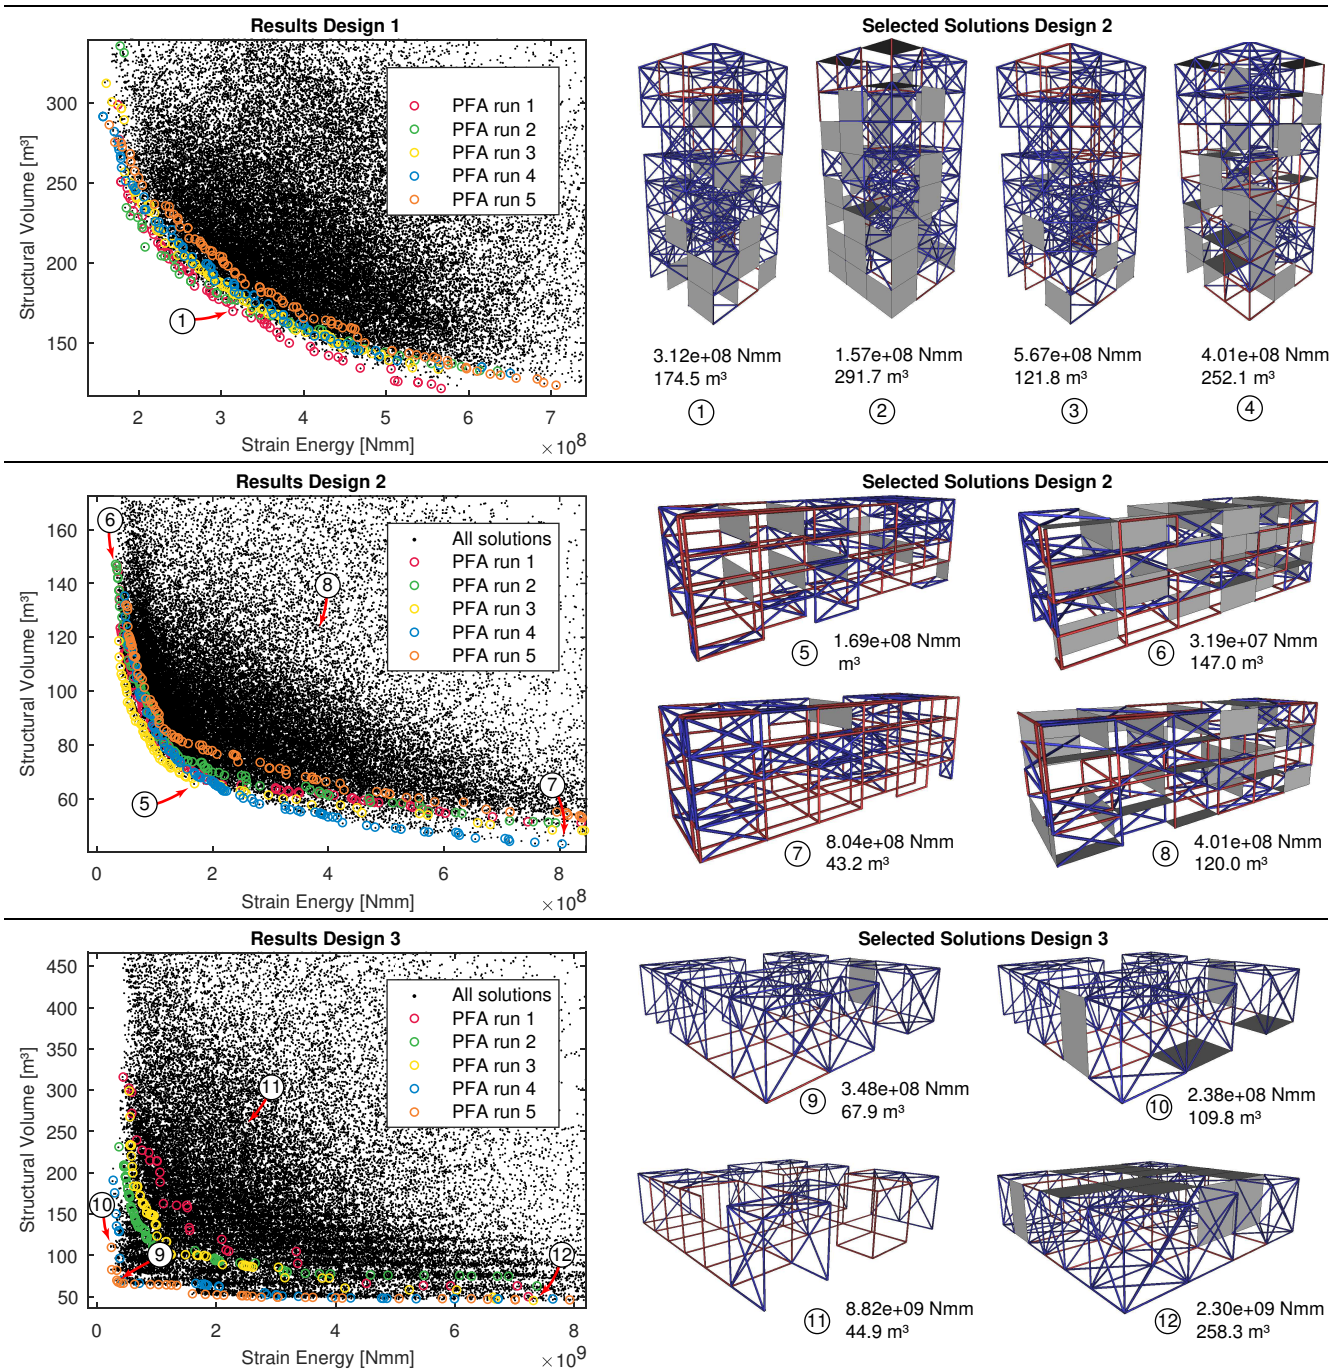 Results Design 1
Selected Solutions Design 2
Structural Volume [m³]
300
250
200
150
PFA run 1
PFA run 2
PFA run 3
PFA run 4
PFA run 5
1
2 3 4 5 6 7
Strain Energy [Nmm]
×10⁸
3.12e+08 Nmm
174.5 m³
1
1.57e+08 Nmm
291.7 m³
2
5.67e+08 Nmm
121.8 m³
3
4.01e+08 Nmm
252.1 m³
4
Results Design 2
Selected Solutions Design 2
Structural Volume [m³]
160
140
120
100
80
60
All solutions
PFA run 1
PFA run 2
PFA run 3
PFA run 4
PFA run 5
6
8
5
7
0 2 4 6 8
Strain Energy [Nmm]
×10⁸
5
1.69e+08 Nmm
m³
6
3.19e+07 Nmm
147.0 m³
7
8.04e+08 Nmm
43.2 m³
8
4.01e+08 Nmm
120.0 m³
Results Design 3
Selected Solutions Design 3
Structural Volume [m³]
450
400
350
300
250
200
150
100
50
All solutions
PFA run 1
PFA run 2
PFA run 3
PFA run 4
PFA run 5
11
10
9
12
0 2 4 6 8
Strain Energy [Nmm]
×10⁹
9
3.48e+08 Nmm
67.9 m³
10
2.38e+08 Nmm
109.8 m³
11
8.82e+09 Nmm
44.9 m³
12
2.30e+09 Nmm
258.3 m³